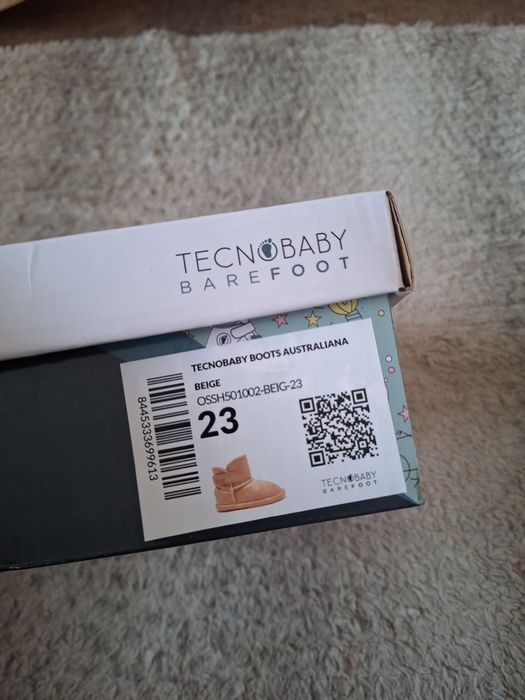 TECNOBABY
BAREFOOT
TECNOBABY BOOTS AUSTRALIANA
BEIGE
OSSH501002-BEIG-23
23
8445333699613
TECNOBABY
BAREFOOT